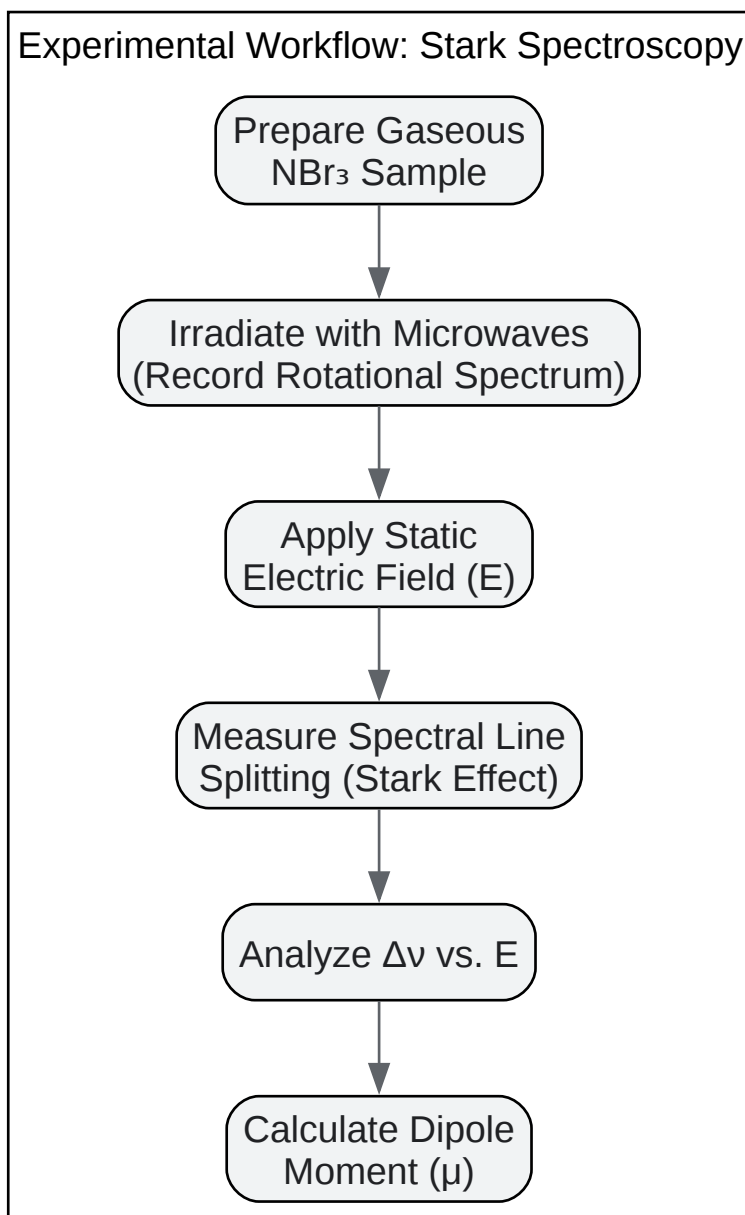 Experimental Workflow: Stark Spectroscopy
Prepare Gaseous
NBr₃ Sample
Irradiate with Microwaves
(Record Rotational Spectrum)
Apply Static
Electric Field (E)
Measure Spectral Line
Splitting (Stark Effect)
Analyze Δν vs. E
Calculate Dipole
Moment (μ)